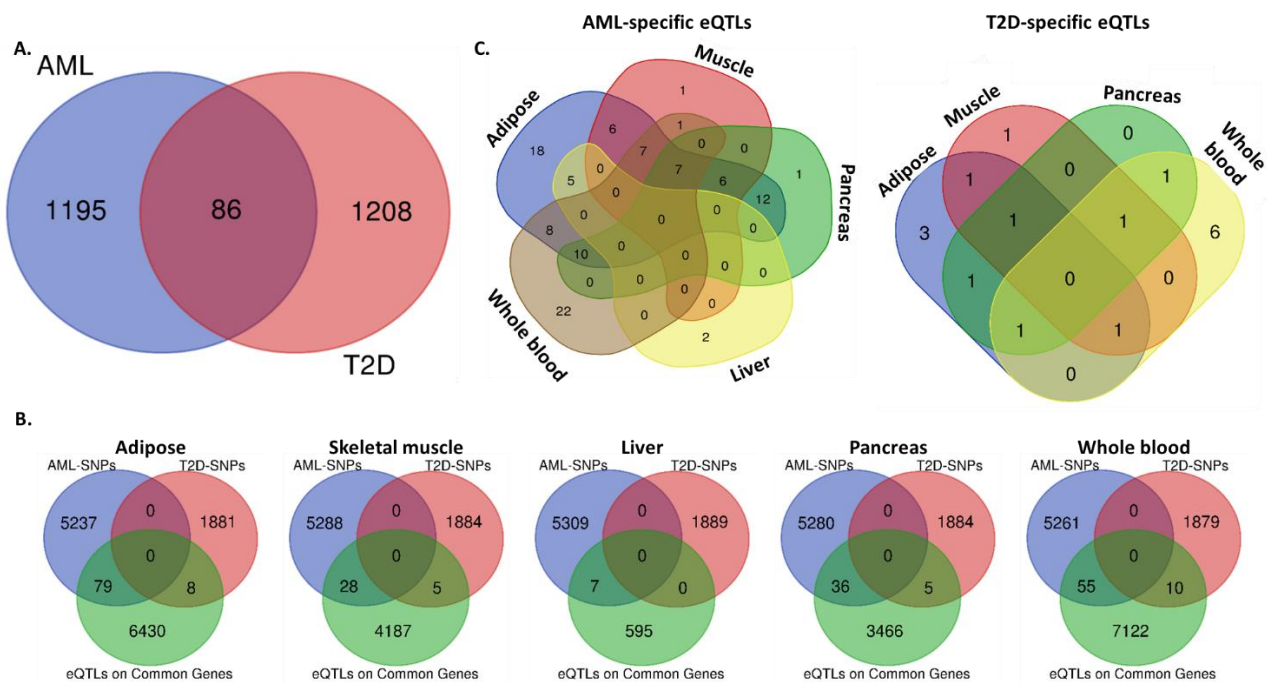 A.
AML
1195
86
1208
T2D
C.
AML-specific eQTLs
Muscle
Adipose
Pancreas
Whole blood
Liver
1
6
1
18
7
0
0
7
6
1
5
0
0
12
0
0
0
0
8
0
10
0
0
0
0
0
0
0
22
0
0
2
T2D-specific eQTLs
Muscle
Pancreas
Adipose
Whole
blood
1
0
1
0
1
3
1
1
6
1
0
0
1
1
0
B.
Adipose
AML-SNPs
T2D-SNPs
5237
0
1881
0
79
8
6430
eQTLs on Common Genes
Skeletal muscle
AML-SNPs
T2D-SNPs
5288
0
1884
0
28
5
4187
eQTLs on Common Genes
Liver
AML-SNPs
T2D-SNPs
5309
0
1889
0
7
0
595
eQTLs on Common Genes
Pancreas
AML-SNPs
T2D-SNPs
5280
0
1884
0
36
5
3466
eQTLs on Common Genes
Whole blood
AML-SNPs
T2D-SNPs
5261
0
1879
0
55
10
7122
eQTLs on Common Genes